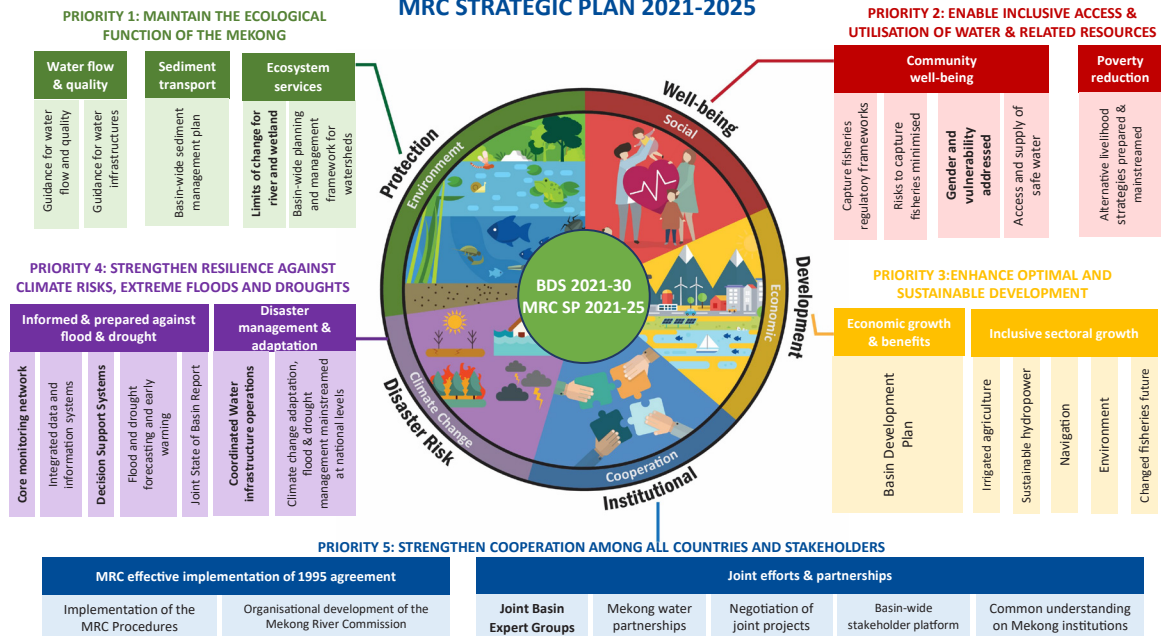 MRC STRATEGIC PLAN 2021-2025
PRIORITY 1: MAINTAIN THE ECOLOGICAL
FUNCTION OF THE MEKONG
Water flow
& quality
Sediment
transport
Ecosystem
services
Guidance for water
flow and quality
Guidance for water
infrastructures
Basin-wide sediment
management plan
Limits of change for
river and wetland
Basin-wide planning
and management
framework for
watersheds
PRIORITY 2: ENABLE INCLUSIVE ACCESS &
UTILISATION OF WATER & RELATED RESOURCES
Community
well-being
Poverty
reduction
Capture fisheries
regulatory frameworks
Risks to capture
fisheries minimised
Gender and
vulnerability
addressed
Access and supply of
safe water
Alternative livelihood
strategies prepared &
mainstreamed
Protection
Environemt
Well-being
Social
Development
Economic
Institutional
Cooperation
Disaster Risk
Climate Change
BDS 2021-30
MRC SP 2021-25
PRIORITY 4: STRENGTHEN RESILIENCE AGAINST
CLIMATE RISKS, EXTREME FLOODS AND DROUGHTS
Informed & prepared against
flood & drought
Disaster
management &
adaptation
Core monitoring network
Integrated data and
information systems
Decision Support Systems
Flood and drought
forecasting and early
warning
Joint State of Basin Report
Coordinated Water
infrastructure operations
Climate change adaptation,
flood & drought
management mainstreamed
at national levels
PRIORITY 3:ENHANCE OPTIMAL AND
SUSTAINABLE DEVELOPMENT
Economic growth
& benefits
Inclusive sectoral growth
Basin Development
Plan
Irrigated agriculture
Sustainable hydropower
Navigation
Environment
Changed fisheries future
PRIORITY 5: STRENGTHEN COOPERATION AMONG ALL COUNTRIES AND STAKEHOLDERS
MRC effective implementation of 1995 agreement
Joint efforts & partnerships
Implementation of the
MRC Procedures
Organisational development of the
Mekong River Commission
Joint Basin
Expert Groups
Mekong water
partnerships
Negotiation of
joint projects
Basin-wide
stakeholder platform
Common understanding
on Mekong institutions